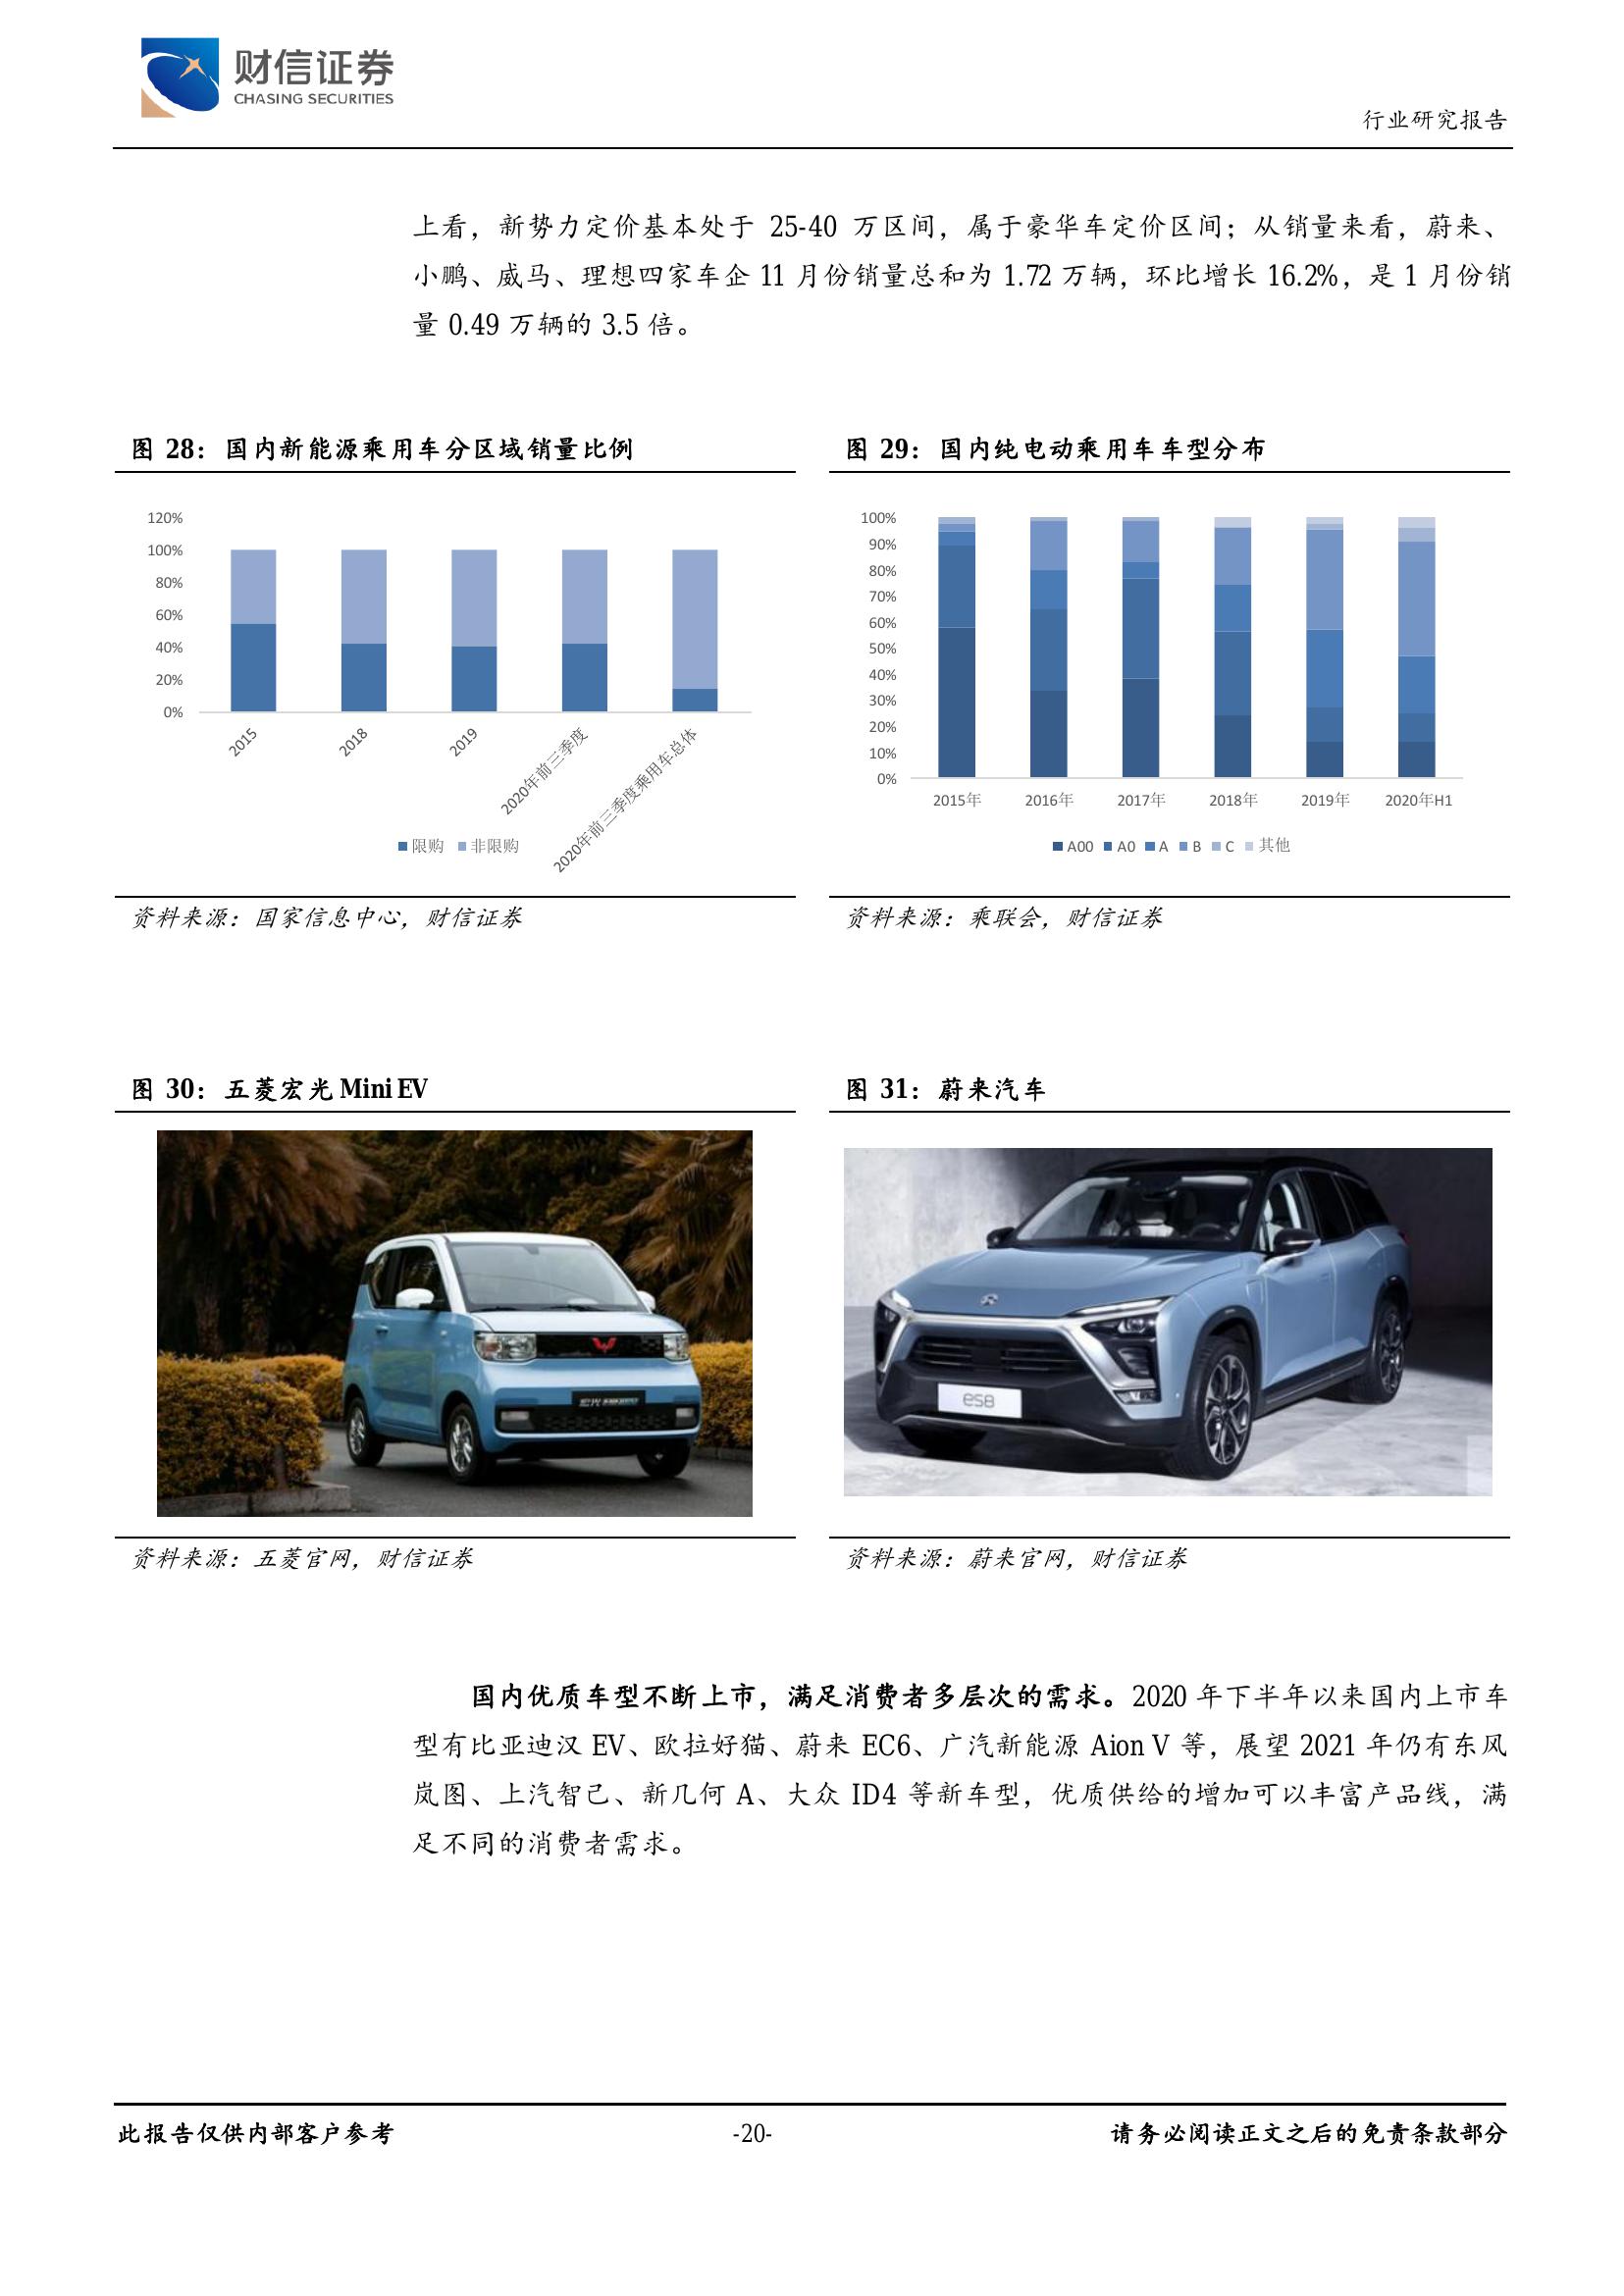 财信证券
CHASING SECURITIES
行业研究报告
上看，新势力定价基本处于 25-40 万区间，属于豪华车定价区间；从销量来看，蔚来、
小鹏、威马、理想四家车企 11 月份销量总和为 1.72 万辆，环比增长 16.2%，是 1 月份销
量 0.49 万辆的 3.5 倍。
图 28：国内新能源乘用车分区域销量比例
120%
100%
80%
60%
40%
20%
0%
2015
2018
2019
2020年前三季度
2020年前三季度乘用车总体
限购 非限购
资料来源：国家信息中心，财信证券
图 29：国内纯电动乘用车车型分布
100%
90%
80%
70%
60%
50%
40%
30%
20%
10%
0%
2015年 2016年 2017年 2018年 2019年 2020年H1
A00 A0 A B C 其他
资料来源：乘联会，财信证券
图 30：五菱宏光 Mini EV
资料来源：五菱官网，财信证券
图 31：蔚来汽车
es8
资料来源：蔚来官网，财信证券
国内优质车型不断上市，满足消费者多层次的需求。2020 年下半年以来国内上市车
型有比亚迪汉 EV、欧拉好猫、蔚来 EC6、广汽新能源 Aion V 等，展望 2021 年仍有东风
岚图、上汽智己、新几何 A、大众 ID4 等新车型，优质供给的增加可以丰富产品线，满
足不同的消费者需求。
此报告仅供内部客户参考
-20-
请务必阅读正文之后的免责条款部分